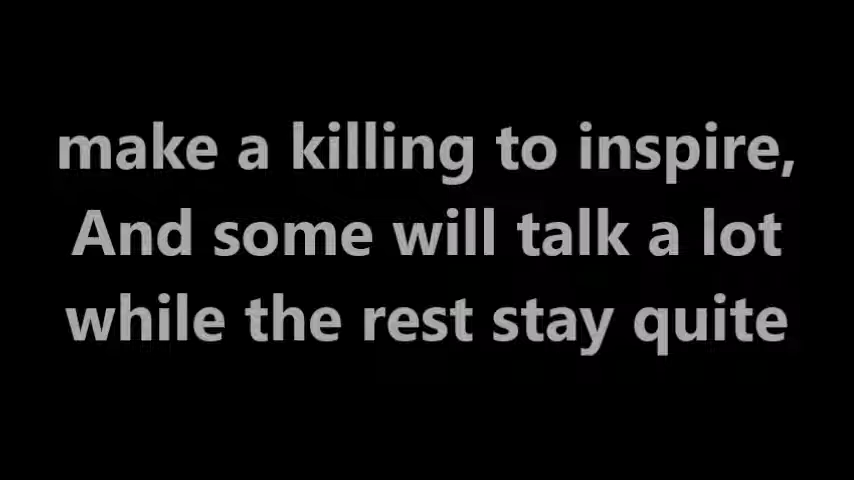 make a killing to inspire,
And some will talk a lot
while the rest stay quite